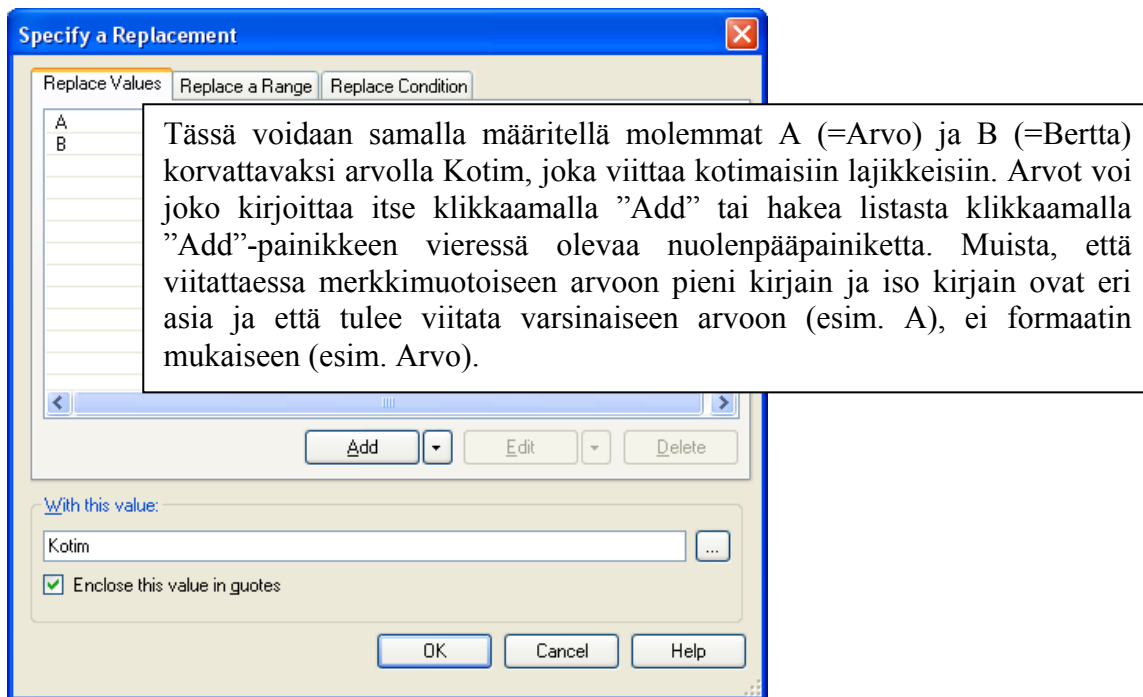 Specify a Replacement
Replace Values
Replace a Range
Replace Condition
A
B
Tässä voidaan samalla määritellä molemmat A (=Arvo) ja B (=Bertta)
korvattavaksi arvolla Kotim, joka viittaa kotimaisiin lajikkeisiin. Arvot voi
joko kirjoittaa itse klikkaamalla ”Add” tai hakea listasta klikkaamalla
”Add”-painikkeen vieressä olevaa nuolenpääpainiketta. Muista, että
viitattaessa merkkimuotoiseen arvoon pieni kirjain ja iso kirjain ovat eri
asia ja että tulee viitata varsinaiseen arvoon (esim. A), ei formaatin
mukaiseen (esim. Arvo).
Add
Edit
Delete
With this value:
Kotim
...
Enclose this value in quotes
OK
Cancel
Help